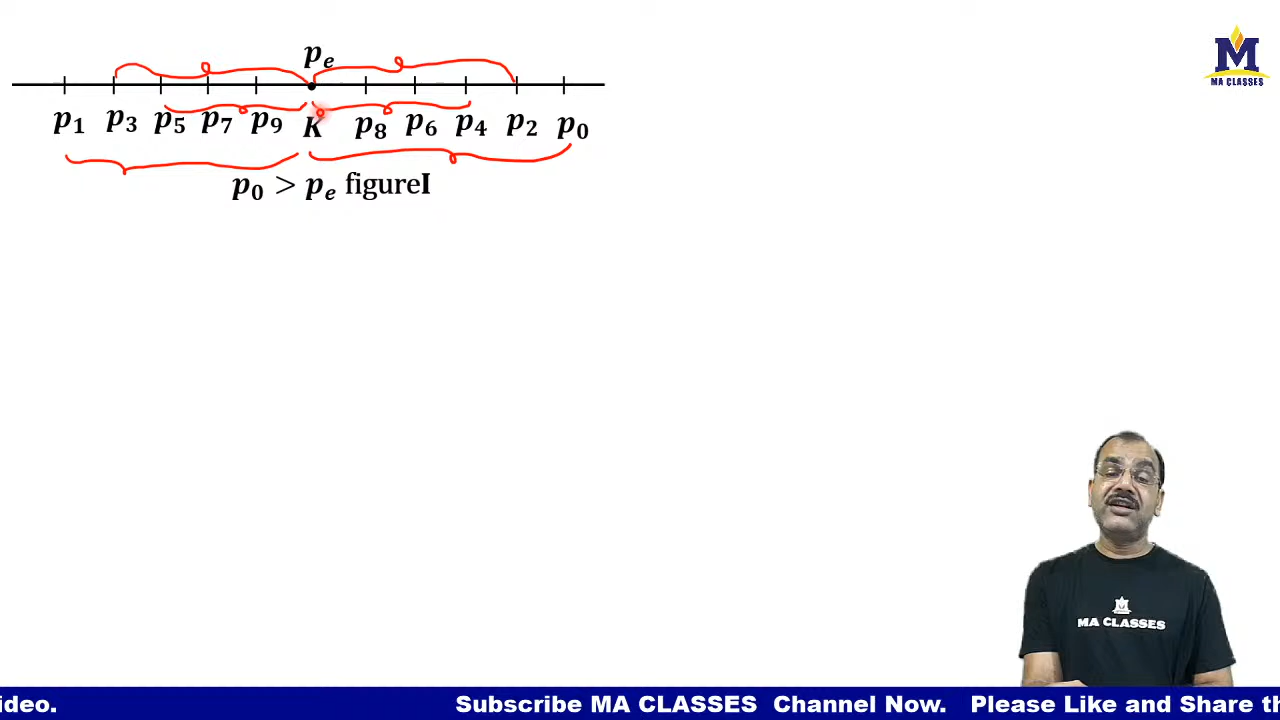 M
MA CLASSES
pₑ
p₁ p₃ p₅ p₇ p₉ K p₈ p₆ p₄ p₂ p₀
p₀ > pₑ figureI
MA CLASSES
ideo. Subscribe MA CLASSES Channel Now. Please Like and Share th